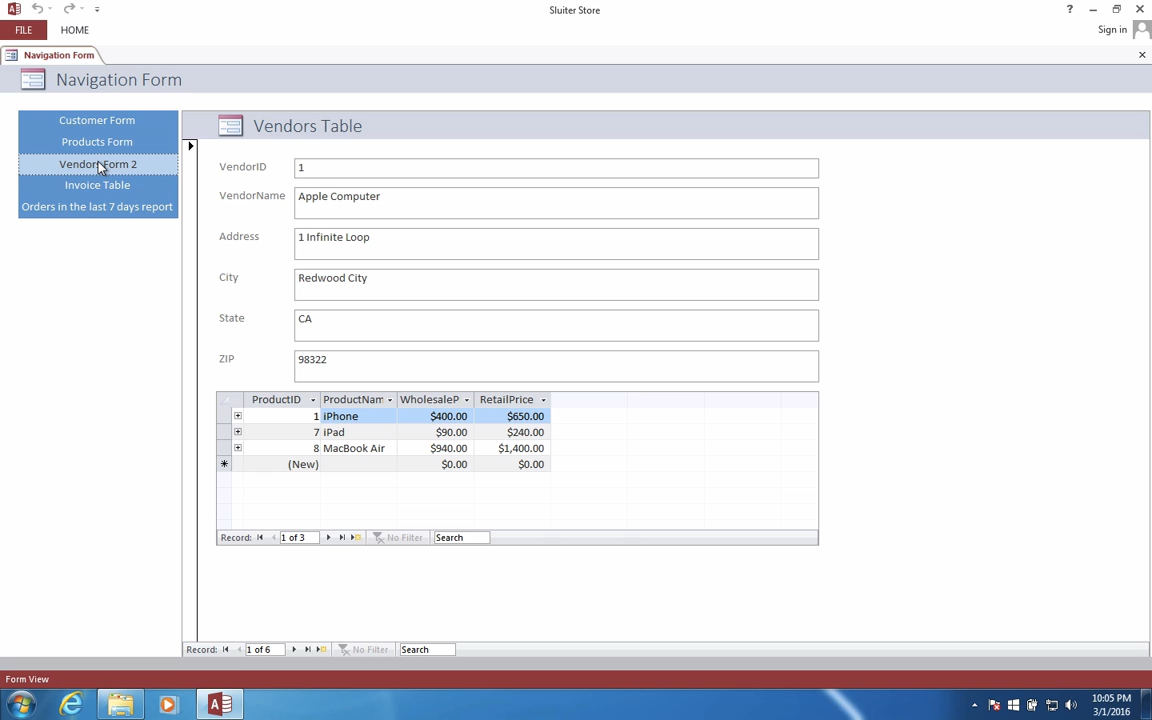 Sluiter Store
?
FILE
HOME
Sign in
Navigation Form
Navigation Form
Customer Form
Products Form
Vendors Form 2
Invoice Table
Orders in the last 7 days report
Vendors Table
VendorID
1
VendorName
Apple Computer
Address
1 Infinite Loop
City
Redwood City
State
CA
ZIP
98322
ProductID ProductNam WholesaleP RetailPrice
1 iPhone $400.00 $650.00
7 iPad $90.00 $240.00
8 MacBook Air $940.00 $1,400.00
(New) $0.00 $0.00
Record: 1 of 3 No Filter Search
Record: 1 of 6 No Filter Search
Form View
10:05 PM
3/1/2016